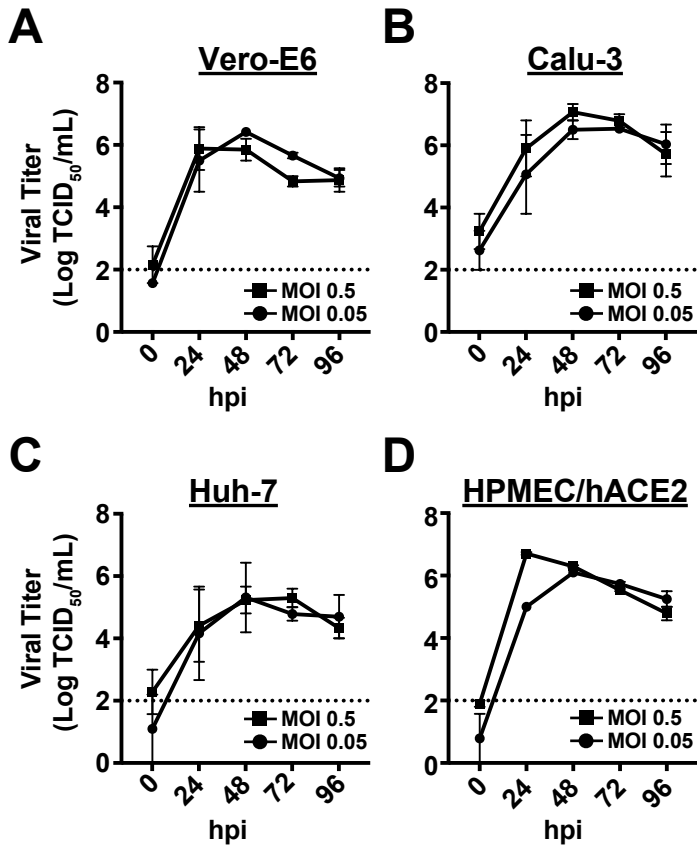 A
Vero-E6
Viral Titer
(Log TCID50/mL)
8
6
4
2
0
MOI 0.5
MOI 0.05
0
24
48
72
96
hpi
B
Calu-3
8
6
4
2
0
MOI 0.5
MOI 0.05
0
24
48
72
96
hpi
C
Huh-7
Viral Titer
(Log TCID50/mL)
8
6
4
2
0
MOI 0.5
MOI 0.05
0
24
48
72
96
hpi
D
HPMEC/hACE2
8
6
4
2
0
MOI 0.5
MOI 0.05
0
24
48
72
96
hpi